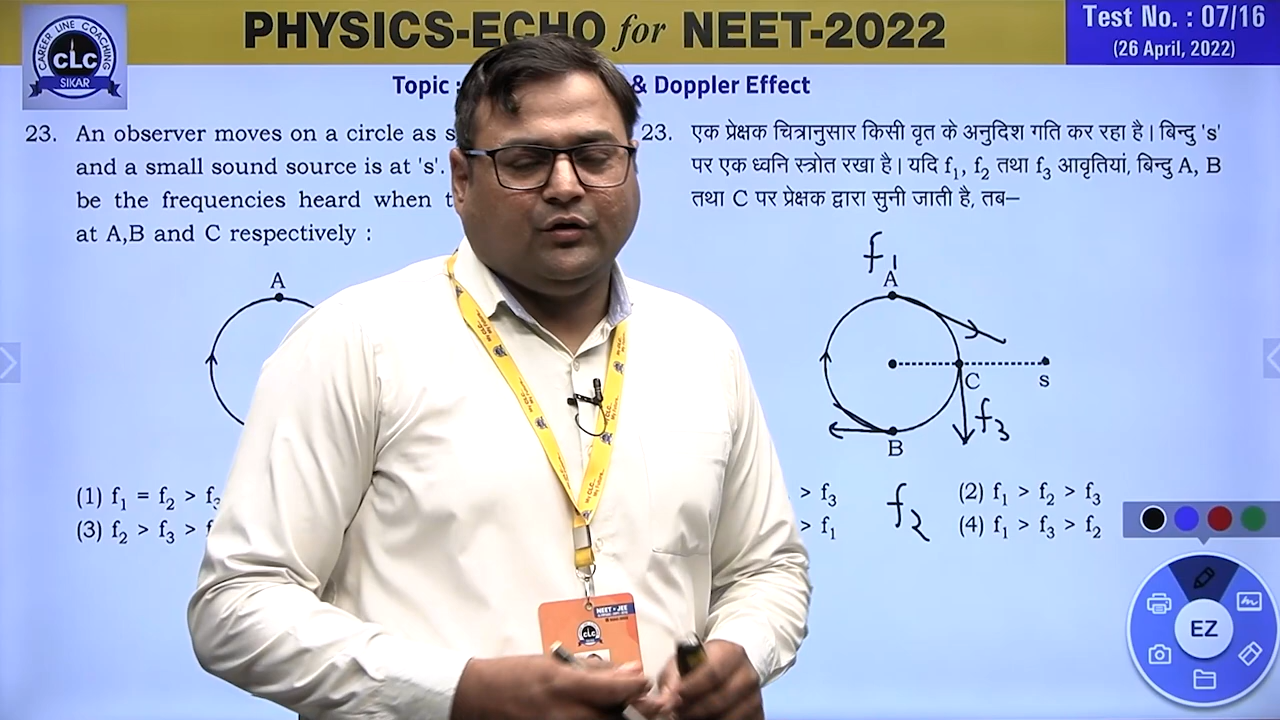 CAREER LINE COACHING
CLC
SIKAR
PHYSICS-ECHO for NEET-2022
Test No. : 07/16
(26 April, 2022)
Topic :
& Doppler Effect
23. An observer moves on a circle as
and a small sound source is at 's'.
be the frequencies heard when
at A,B and C respectively :
A
(1) f₁ = f₂ > f₃
(3) f₂ > f₃ >
23. एक प्रेक्षक चित्रानुसार किसी वृत के अनुदिश गति कर रहा है। बिन्दु 's'
पर एक ध्वनि स्त्रोत रखा है। यदि f₁, f₂ तथा f₃ आवृतियां, बिन्दु A, B
तथा C पर प्रेक्षक द्वारा सुनी जाती है, तब–
f₁
A
C
s
f₃
B
f₂
> f₃
(2) f₁ > f₂ > f₃
> f₁
(4) f₁ > f₃ > f₂
EZ
NEET • JEE
CLC